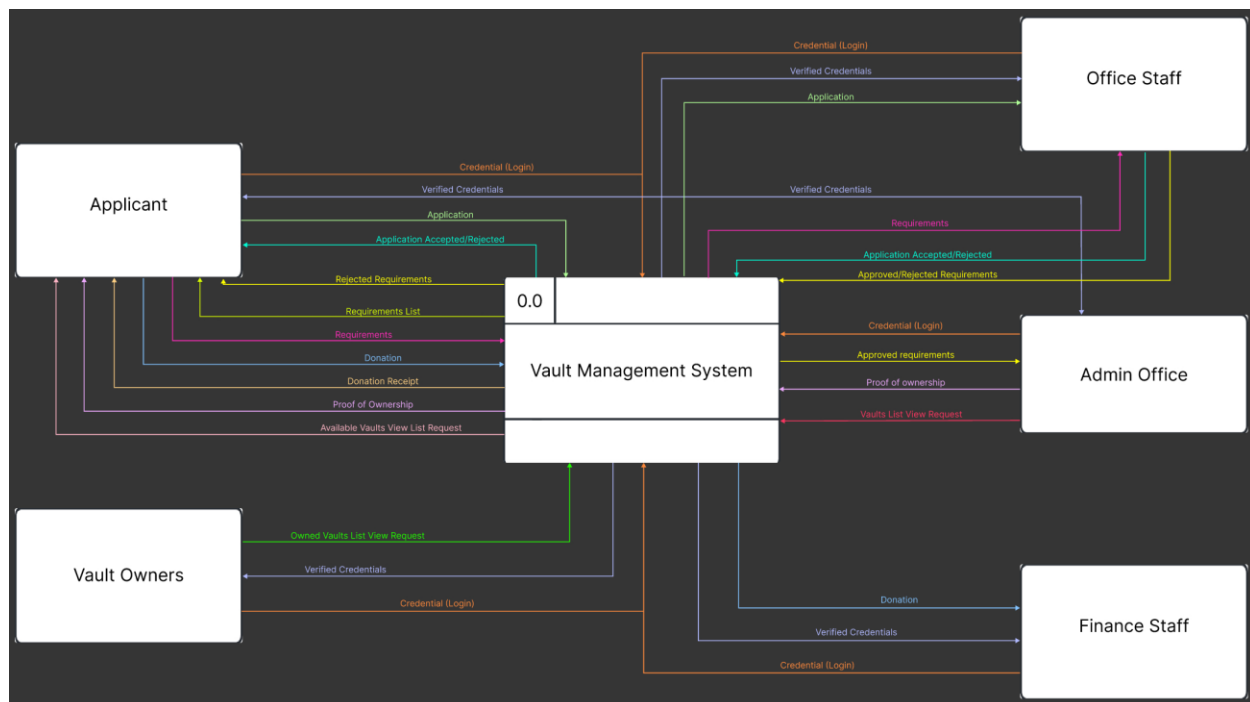 Credential (Login)
Verified Credentials
Office Staff
Application
Credential (Login)
Verified Credentials
Verified Credentials
Applicant
Application
Requirements
Application Accepted/Rejected
Application Accepted/Rejected
Rejected Requirements
Approved/Rejected Requirements
0.0
Requirements List
Credential (Login)
Requirements
Donation
Approved requirements
Vault Management System
Admin Office
Donation Receipt
Proof of ownership
Proof of Ownership
Vaults List View Request
Available Vaults View List Request
Owned Vaults List View Request
Verified Credentials
Vault Owners
Credential (Login)
Donation
Finance Staff
Verified Credentials
Credential (Login)